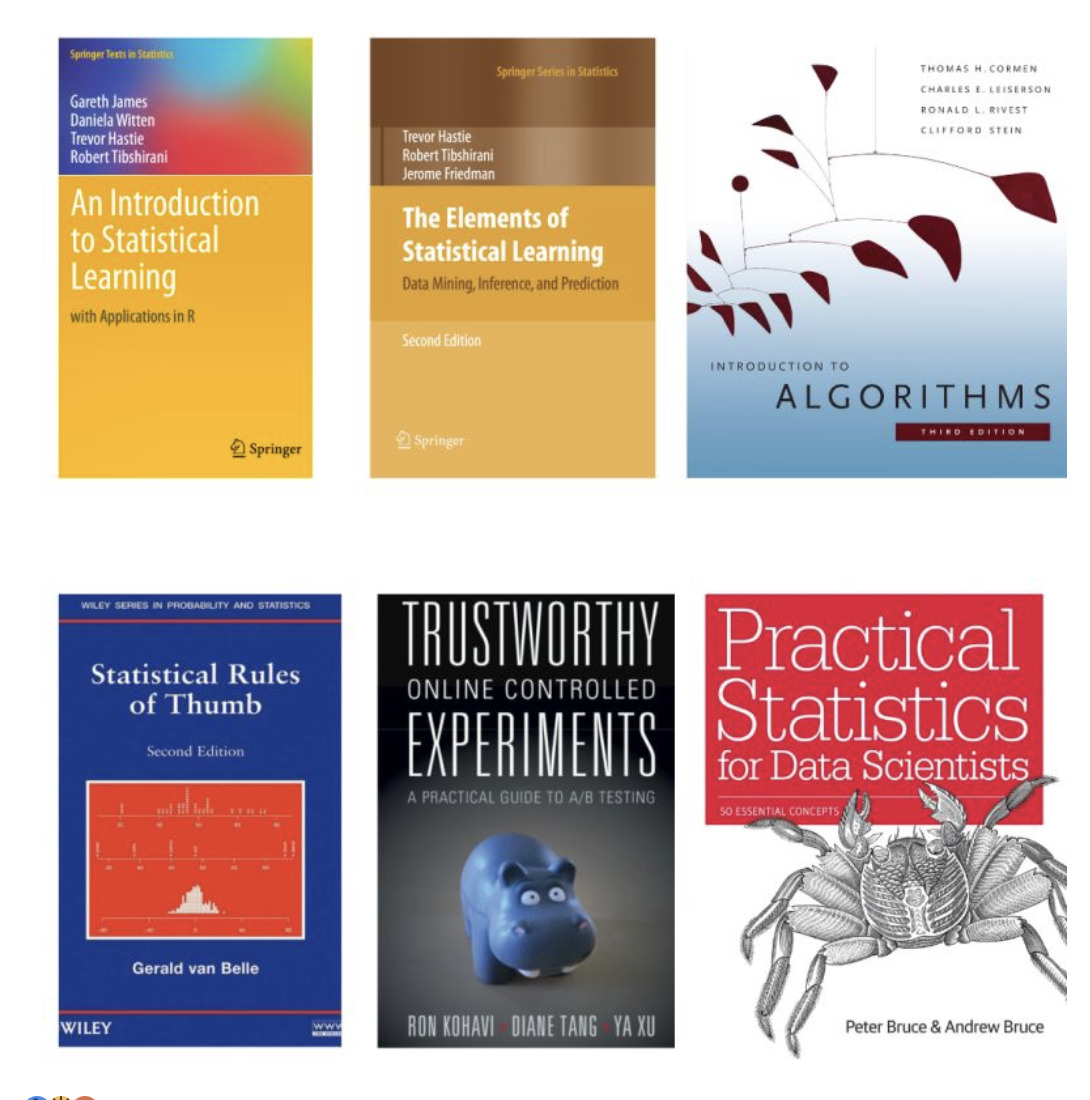 Springer Texts in Statistics
Gareth James
Daniela Witten
Trevor Hastie
Robert Tibshirani
An Introduction
to Statistical
Learning
with Applications in R
Springer
Springer Series in Statistics
Trevor Hastie
Robert Tibshirani
Jerome Friedman
The Elements of
Statistical Learning
Data Mining, Inference, and Prediction
Second Edition
Springer
THOMAS H. CORMEN
CHARLES E. LEISERSON
RONALD L. RIVEST
CLIFFORD STEIN
INTRODUCTION TO
ALGORITHMS
THIRD EDITION
WILEY SERIES IN PROBABILITY AND STATISTICS
Statistical Rules
of Thumb
Second Edition
Gerald van Belle
WILEY
WWW
TRUSTWORTHY
ONLINE CONTROLLED
EXPERIMENTS
A PRACTICAL GUIDE TO A/B TESTING
RON KOHAVI • DIANE TANG • YA XU
Practical
Statistics
for Data Scientists
50 ESSENTIAL CONCEPTS
Peter Bruce & Andrew Bruce